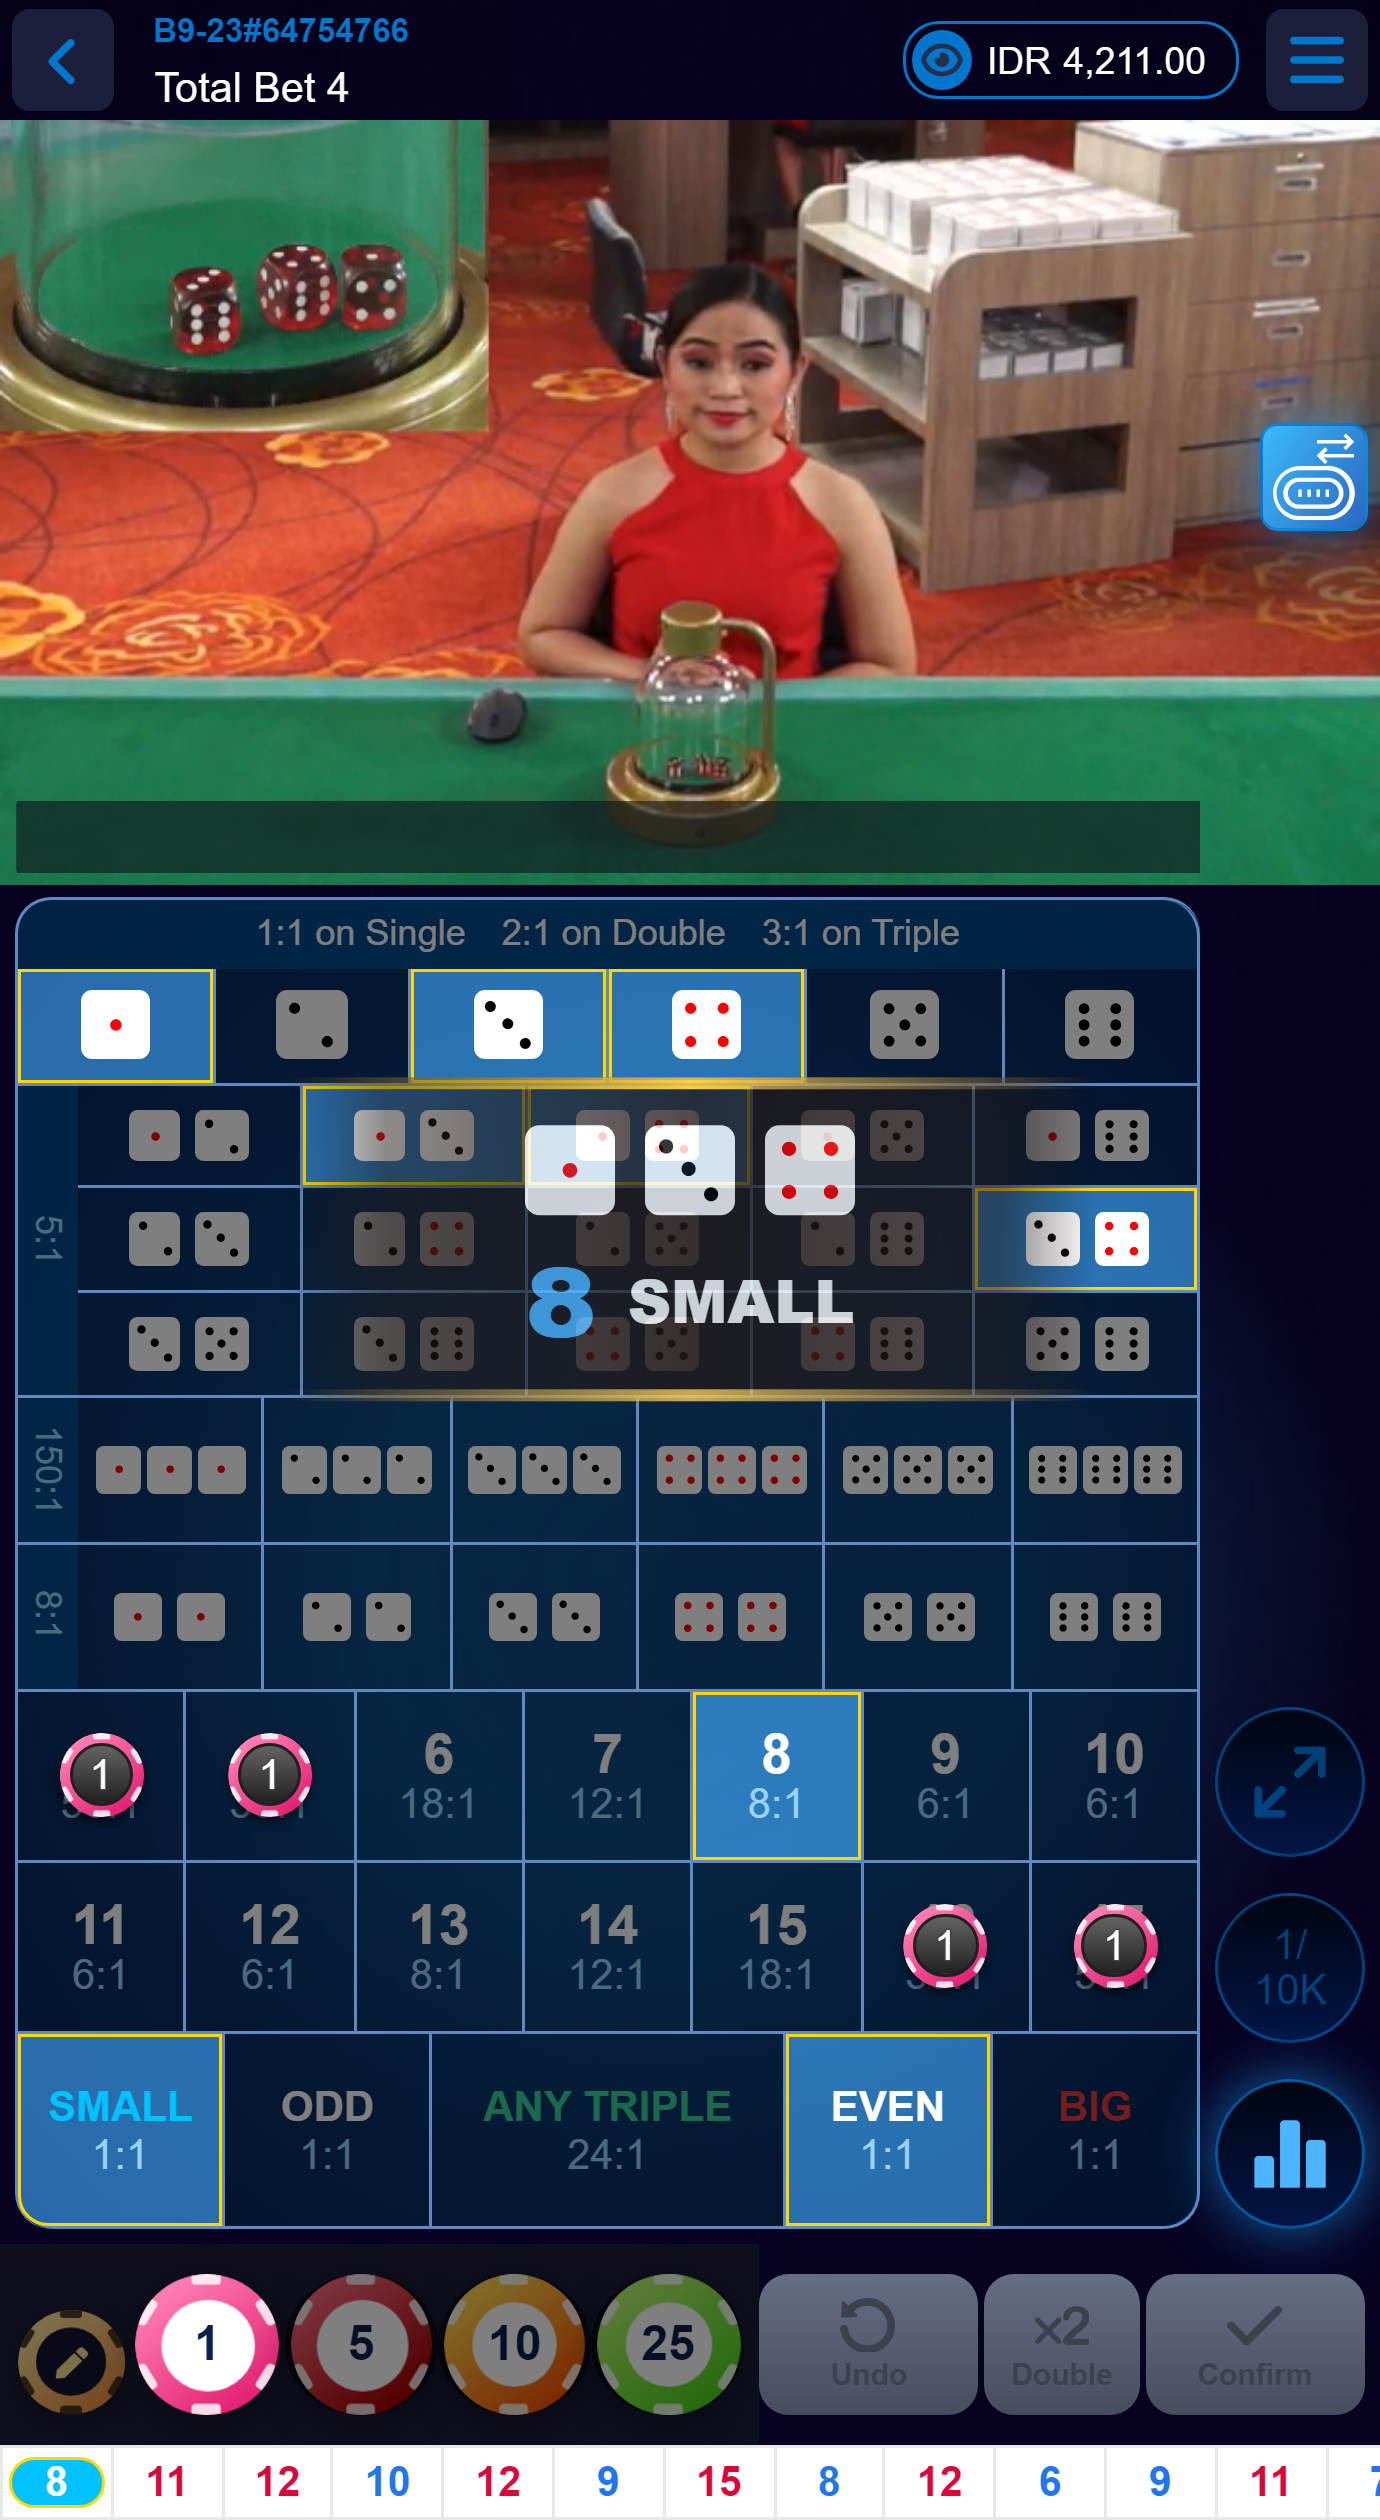 B9-23#64754766
Total Bet 4
IDR 4,211.00
1:1 on Single 2:1 on Double 3:1 on Triple
5:1
8 SMALL
150:1
8:1
1 1 6 7 8 9 10
18:1 12:1 8:1 6:1 6:1
11 12 13 14 15 1 1
6:1 6:1 8:1 12:1 18:1
1/
10K
SMALL ODD ANY TRIPLE EVEN BIG
1:1 1:1 24:1 1:1 1:1
1 5 10 25
x2
Undo Double Confirm
8 11 12 10 12 9 15 8 12 6 9 11